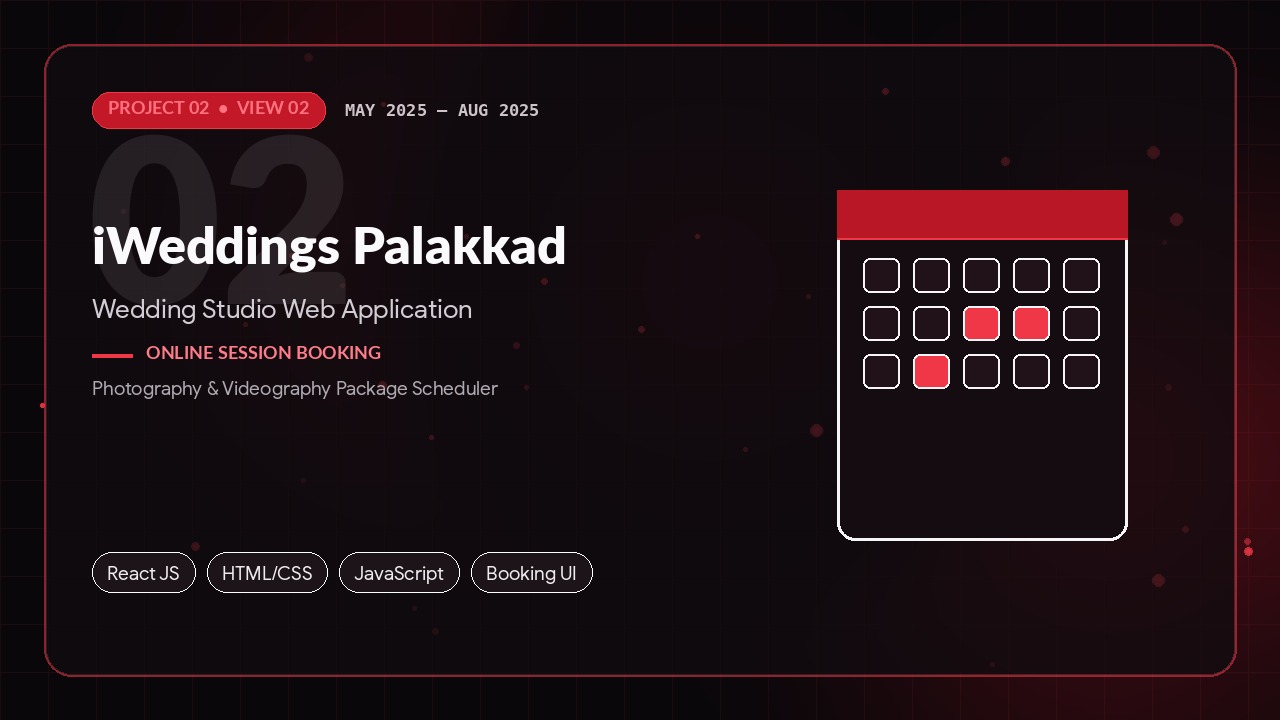 PROJECT 02 ● VIEW 02
MAY 2025 — AUG 2025
02
iWeddings Palakkad
Wedding Studio Web Application
ONLINE SESSION BOOKING
Photography & Videography Package Scheduler
React JS
HTML/CSS
JavaScript
Booking UI